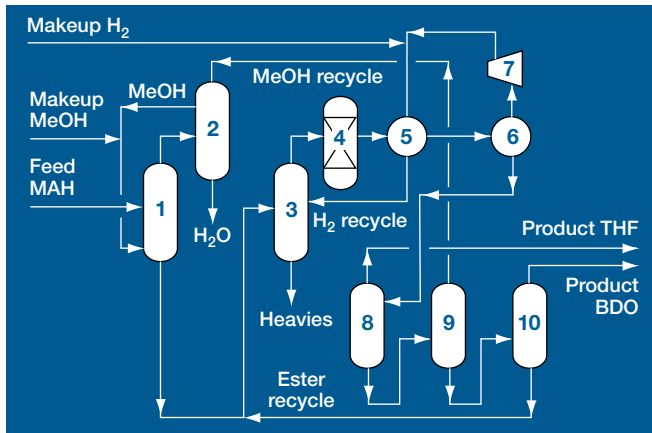 Makeup H₂
MeOH recycle
7
MeOH
Makeup
MeOH
2
4
5
6
Feed
MAH
1
3
H₂ recycle
H₂O
Product THF
Product
BDO
Heavies
8
9
10
Ester
recycle